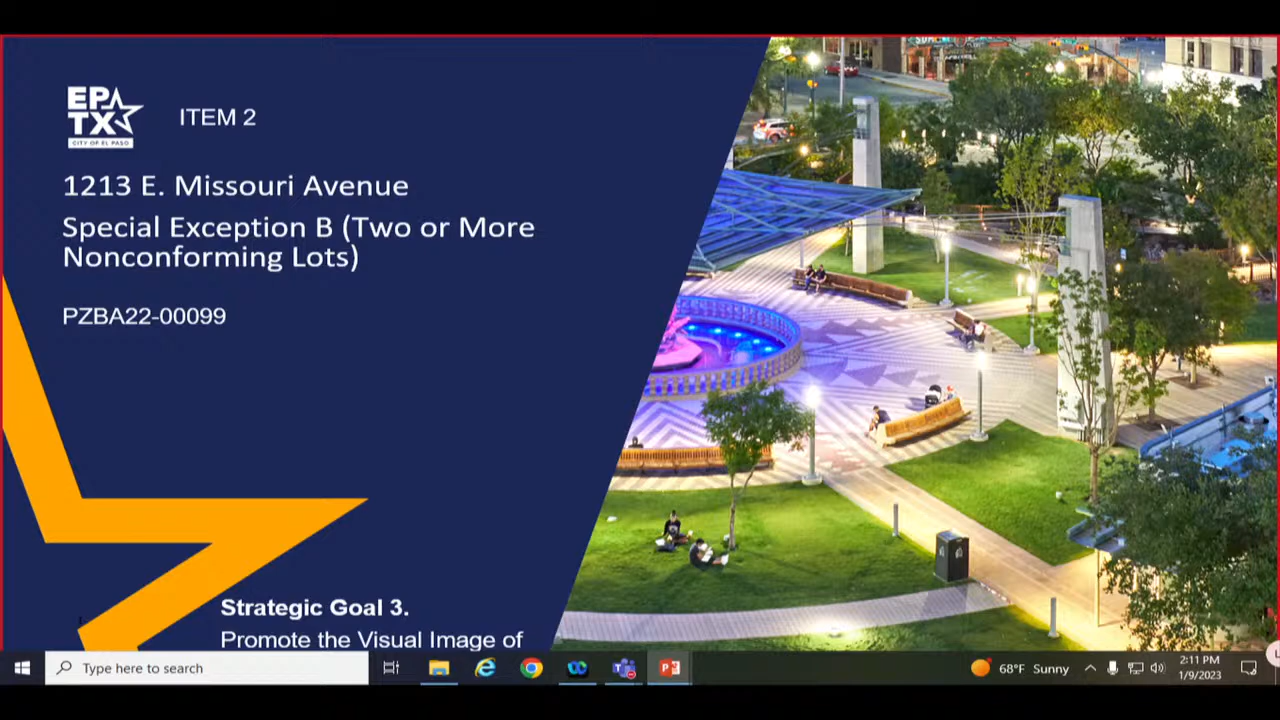 EP
TX
CITY OF EL PASO
ITEM 2
1213 E. Missouri Avenue
Special Exception B (Two or More
Nonconforming Lots)
PZBA22-00099
Strategic Goal 3.
Promote the Visual Image of
Type here to search
68°F Sunny
2:11 PM
1/9/2023